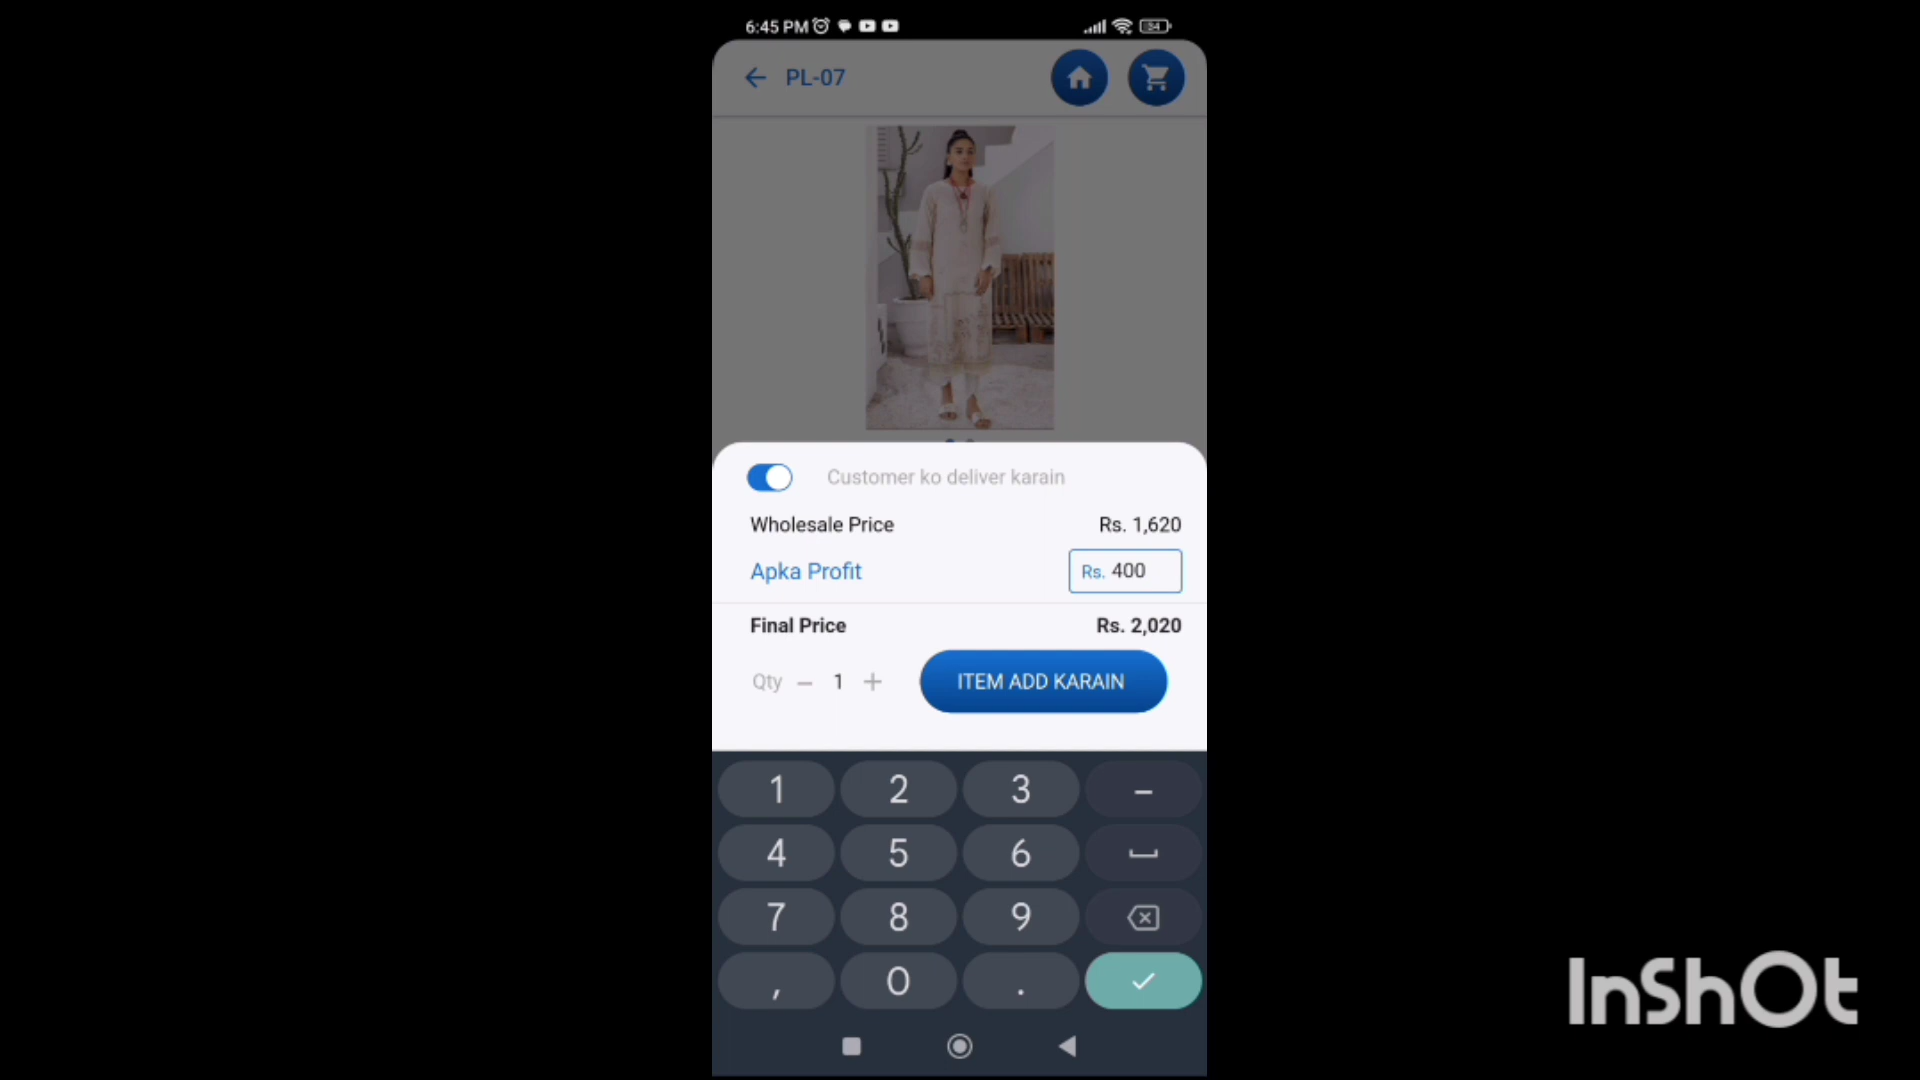 6:45 PM
34
PL-07
Customer ko deliver karain
Wholesale Price Rs. 1,620
Apka Profit Rs. 400
Final Price Rs. 2,020
Qty – 1 + ITEM ADD KARAIN
1 2 3 –
4 5 6
7 8 9
, 0 .
InShOt